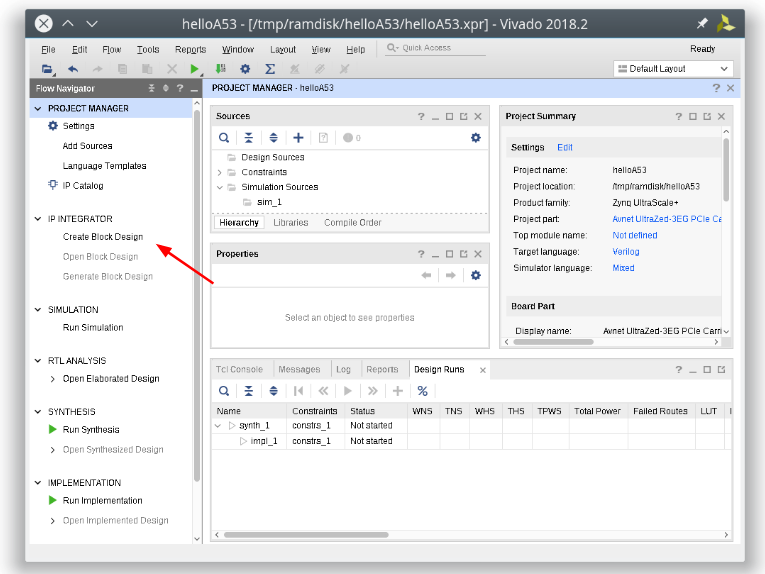 helloA53 - [/tmp/ramdisk/helloA53/helloA53.xpr] - Vivado 2018.2
File Edit Flow Tools Reports Window Layout View Help Quick Access Ready
Default Layout
Flow Navigator
PROJECT MANAGER
Settings
Add Sources
Language Templates
IP Catalog
IP INTEGRATOR
Create Block Design
Open Block Design
Generate Block Design
SIMULATION
Run Simulation
RTL ANALYSIS
Open Elaborated Design
SYNTHESIS
Run Synthesis
Open Synthesized Design
IMPLEMENTATION
Run Implementation
Open Implemented Design
PROJECT MANAGER - helloA53
Sources
0
Design Sources
Constraints
Simulation Sources
sim_1
Hierarchy Libraries Compile Order
Properties
Select an object to see properties
Project Summary
Settings Edit
Project name: helloA53
Project location: /tmp/ramdisk/helloA53
Product family: Zynq UltraScale+
Project part: Avnet UltraZed-3EG PCIe Ca
Top module name: Not defined
Target language: Verilog
Simulator language: Mixed
Board Part
Display name: Avnet UltraZed-3EG PCIe Carri
Tcl Console Messages Log Reports Design Runs
Name Constraints Status WNS TNS WHS THS TPWS Total Power Failed Routes LUT
synth_1 constrs_1 Not started
impl_1 constrs_1 Not started